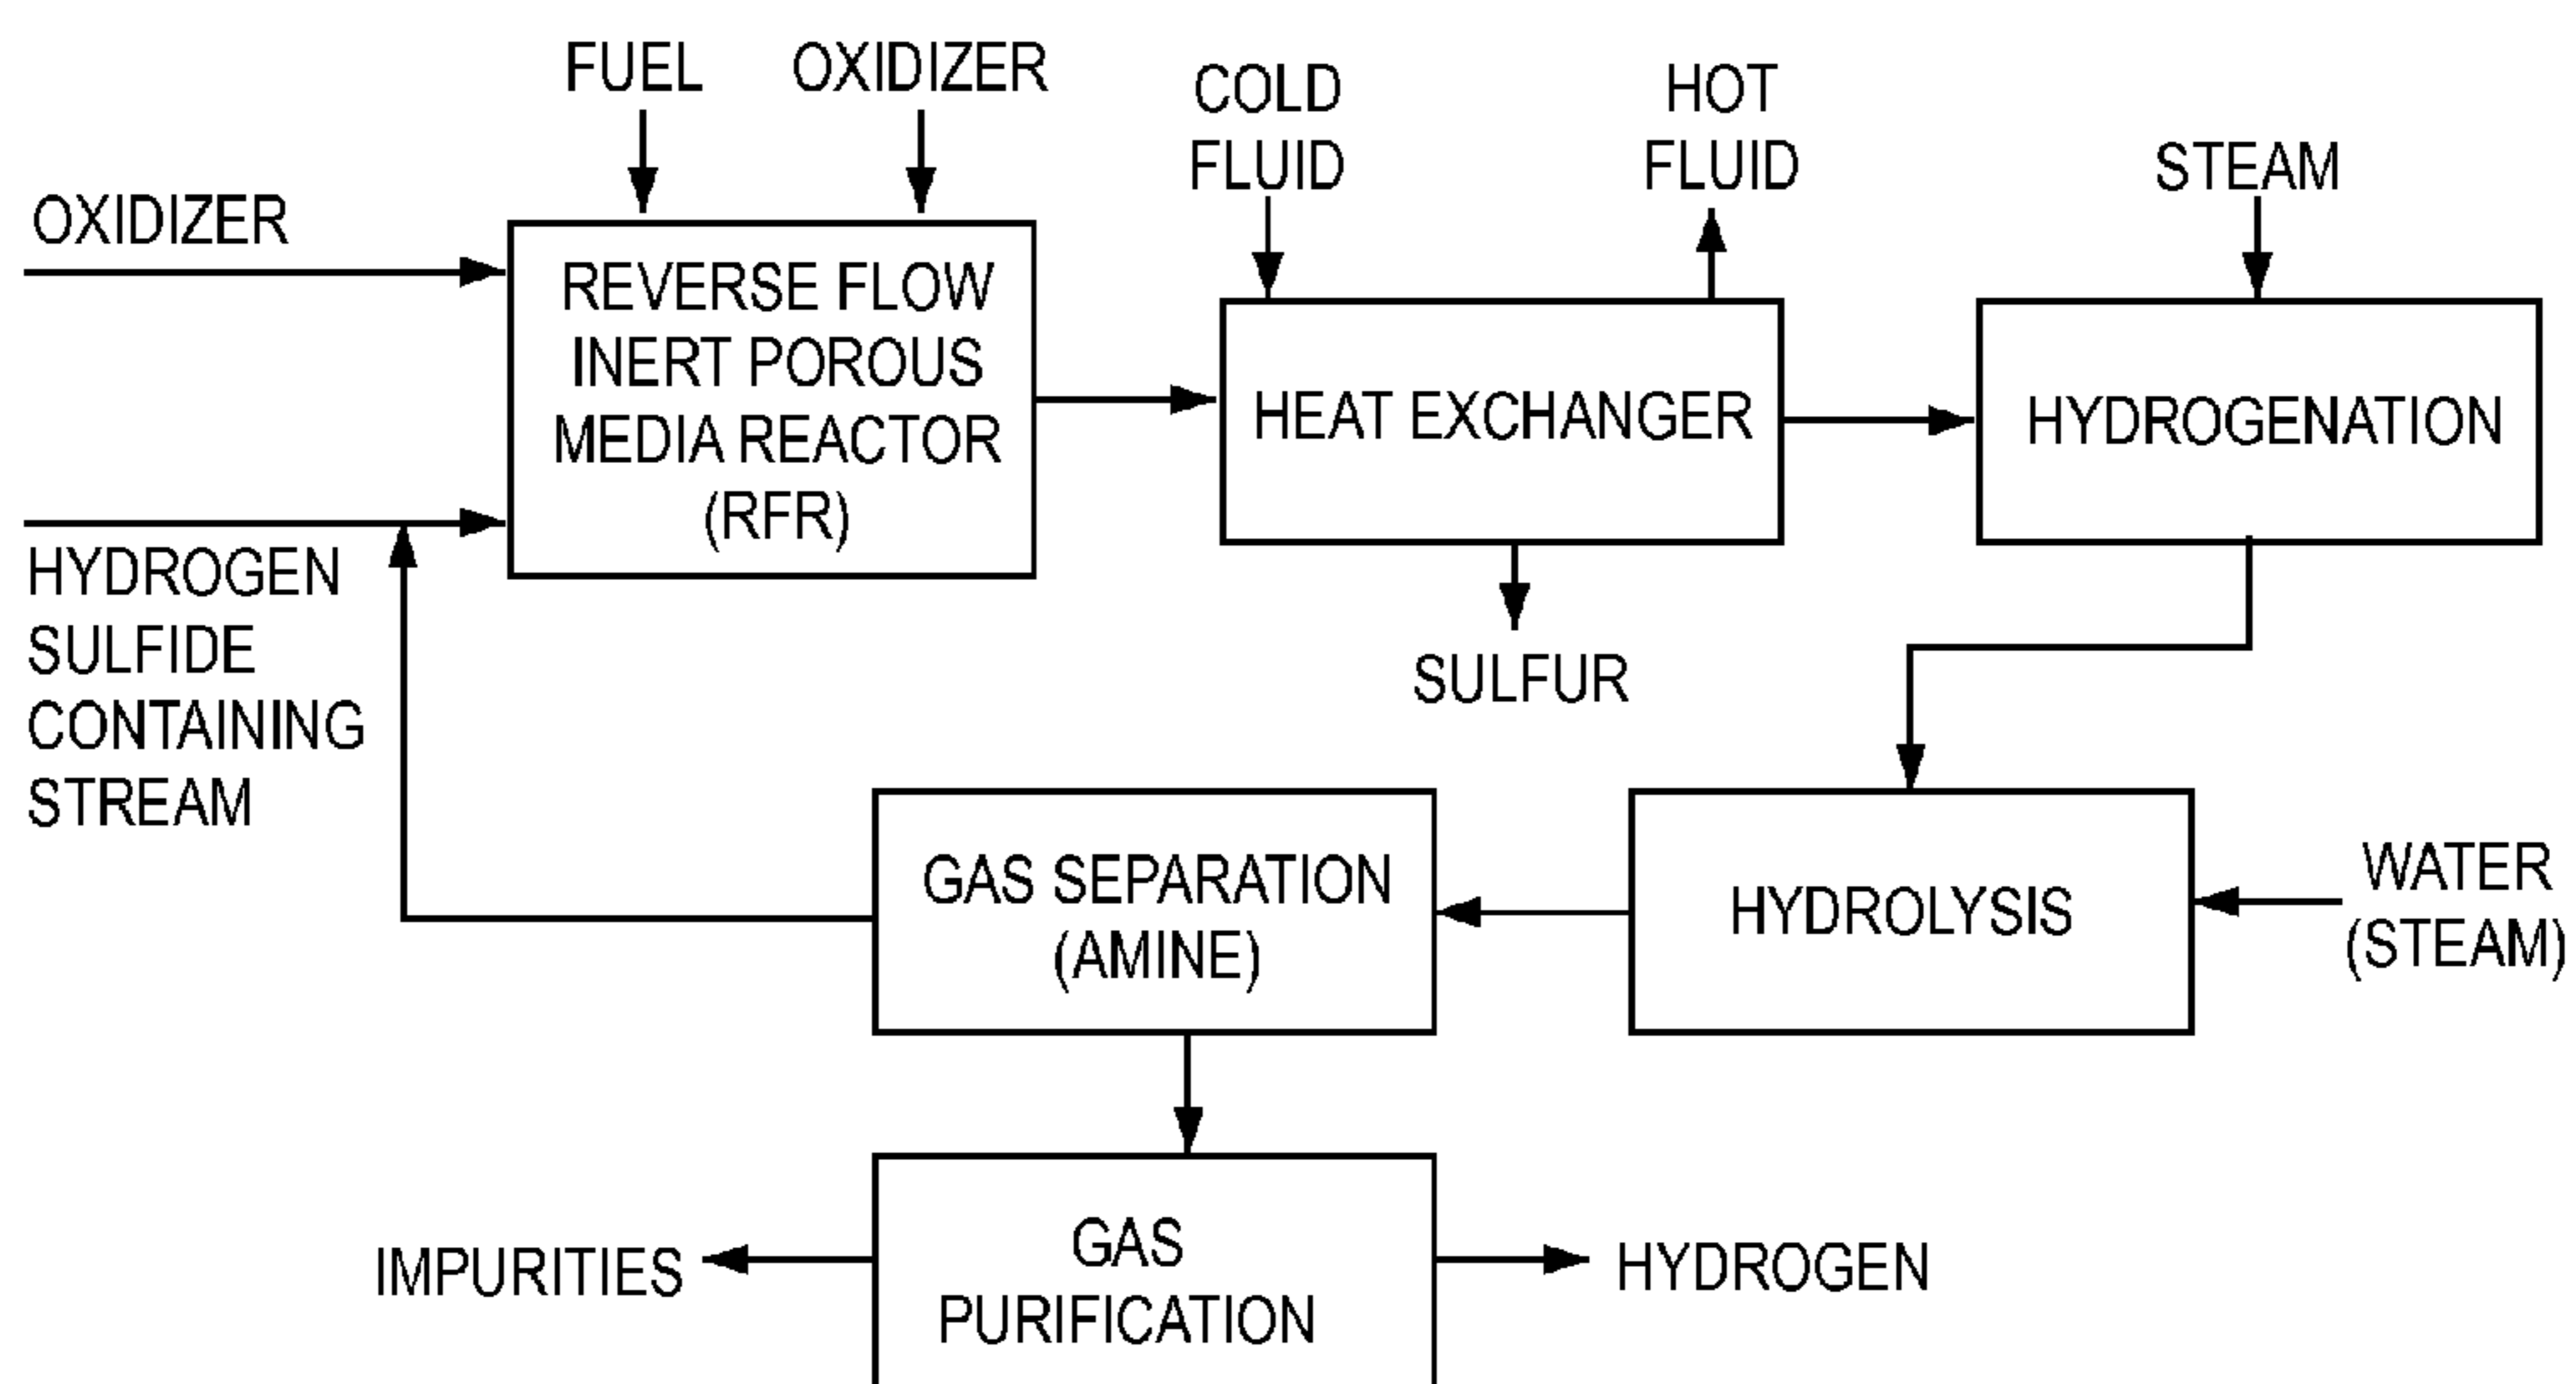 FUEL
OXIDIZER
COLD
FLUID
HOT
FLUID
STEAM
OXIDIZER
REVERSE FLOW
INERT POROUS
MEDIA REACTOR
(RFR)
HEAT EXCHANGER
HYDROGENATION
HYDROGEN
SULFIDE
CONTAINING
STREAM
SULFUR
GAS SEPARATION
(AMINE)
HYDROLYSIS
WATER
(STEAM)
IMPURITIES
GAS
PURIFICATION
HYDROGEN